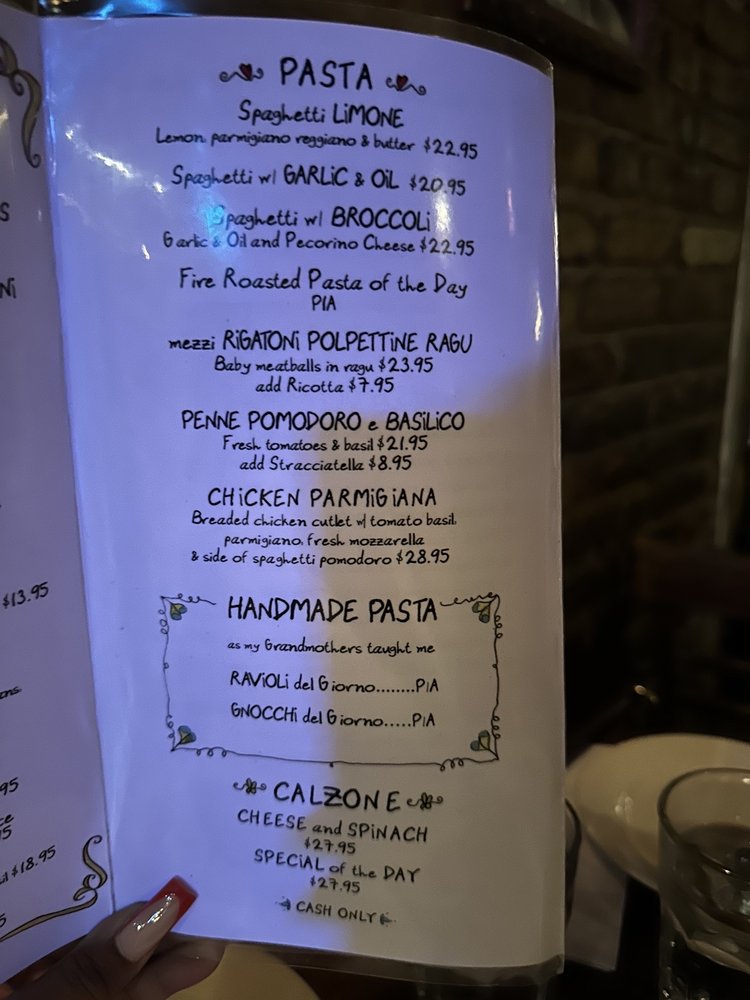 PASTA
Spaghetti LiMONE
Lemon, parmigiano reggiano & butter $22.95
Spaghetti w/ GARLiC & OiL $20.95
Spaghetti w/ BROCCOLi
Garlic & Oil and Pecorino Cheese $22.95
Fire Roasted Pasta of the Day
P/A
mezzi RiGATONi POLPETTiNE RAGU
Baby meatballs in ragu $23.95
add Ricotta $7.95
PENNE POMODORO e BASiLiCO
Fresh tomatoes & basil $21.95
add Stracciatella $8.95
CHiCKEN PARMiGiANA
Breaded chicken cutlet w/ tomato basil,
parmigiano, fresh mozzarella
& side of spaghetti pomodoro $28.95
HANDMADE PASTA
as my Grandmothers taught me
RAViOLi del Giorno........P/A
GNOCCHi del Giorno.....P/A
CALZONE
CHEESE and SPiNACH
$27.95
SPECiAL of the DAY
$27.95
CASH ONLY
$13.95
$18.95